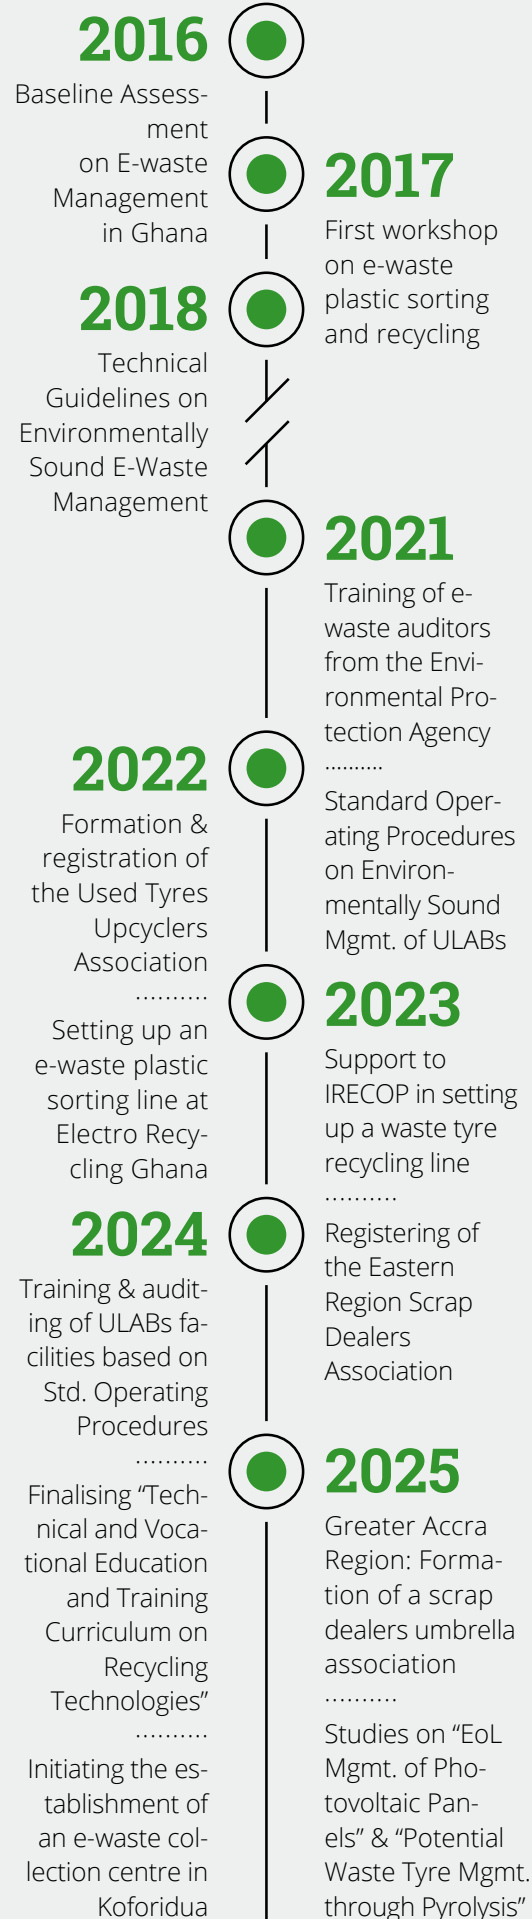 2016
Baseline Assess-
ment
on E-waste
Management
in Ghana
2017
First workshop
on e-waste
plastic sorting
and recycling
2018
Technical
Guidelines on
Environmentally
Sound E-Waste
Management
2021
Training of e-
waste auditors
from the Envi-
ronmental Pro-
tection Agency
..........
Standard Oper-
ating Procedures
on Environ-
mentally Sound
Mgmt. of ULABs
2022
Formation &
registration of
the Used Tyres
Upcyclers
Association
..........
Setting up an
e-waste plastic
sorting line at
Electro Recy-
cling Ghana
2023
Support to
IRECOP in setting
up a waste tyre
recycling line
..........
Registering of
the Eastern
Region Scrap
Dealers
Association
2024
Training & audit-
ing of ULABs fa-
cilities based on
Std. Operating
Procedures
..........
Finalising “Tech-
nical and Voca-
tional Education
and Training
Curriculum on
Recycling
Technologies”
..........
Initiating the es-
tablishment of
an e-waste col-
lection centre in
Koforidua
2025
Greater Accra
Region: Forma-
tion of a scrap
dealers umbrella
association
..........
Studies on “EoL
Mgmt. of Pho-
tovoltaic Pan-
els” & “Potential
Waste Tyre Mgmt.
through Pyrolysis”